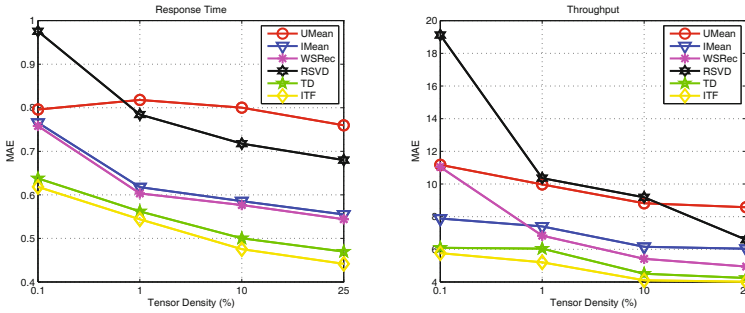 Response Time
1
0.9
0.8
0.7
0.6
0.5
0.4
MAE
0.1
1
10
25
Tensor Density (%)
UMean
IMean
WSRec
RSVD
TD
ITF
Throughput
20
18
16
14
12
10
8
6
4
MAE
0.1
1
10
2
Tensor Density (%)
UMean
IMean
WSRec
RSVD
TD
ITF